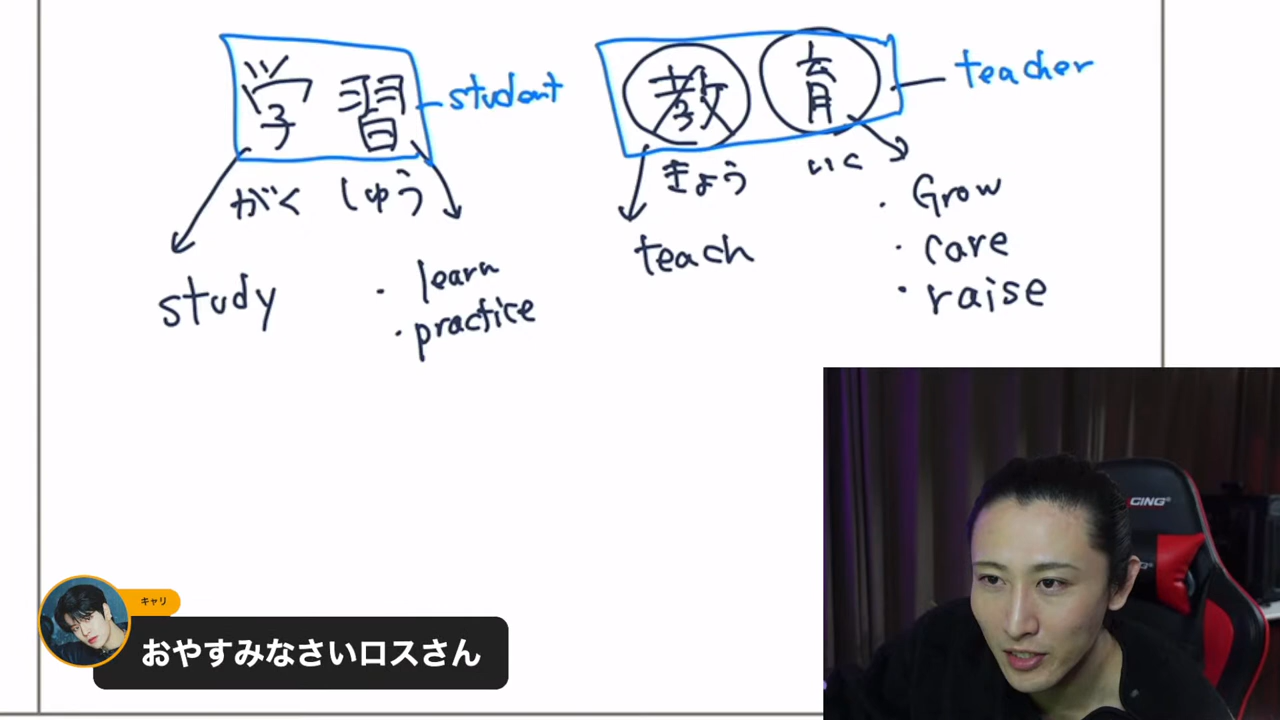 学習
student
教育
teacher
がく しゅう
きょう
いく
study
・learn
・practice
teach
・Grow
・care
・raise
CING®
キャリ
おやすみなさいロスさん